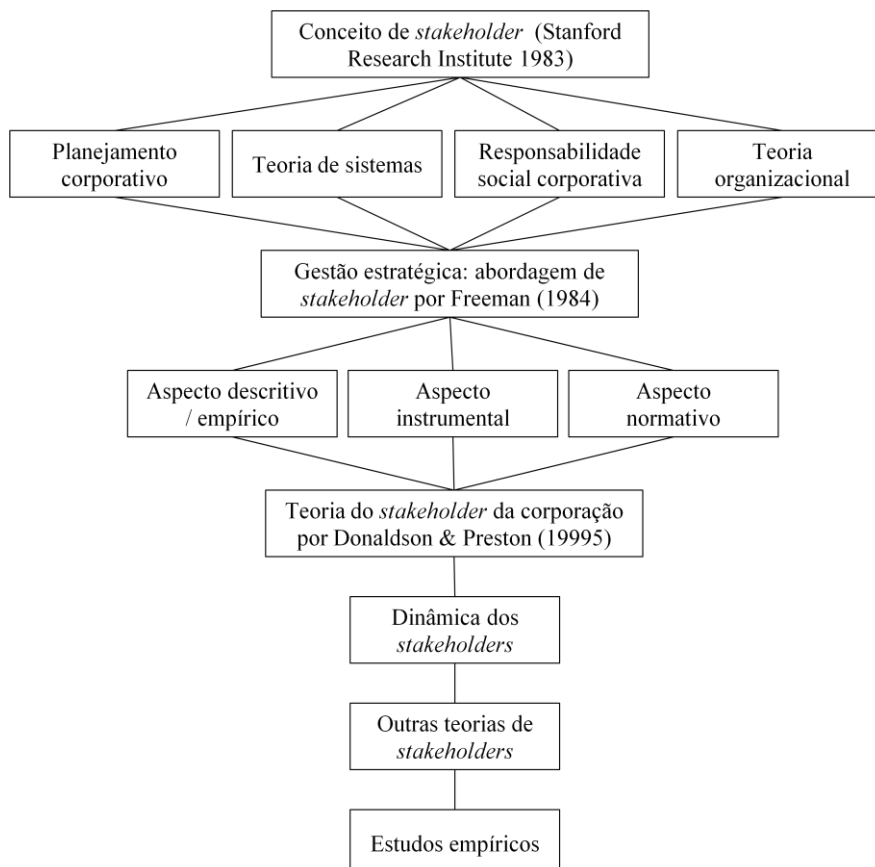 Conceito de stakeholder (Stanford
Research Institute 1983)
Planejamento
corporativo
Teoria de sistemas
Responsabilidade
social corporativa
Teoria
organizacional
Gestão estratégica: abordagem de
stakeholder por Freeman (1984)
Aspecto descritivo
/ empírico
Aspecto
instrumental
Aspecto
normativo
Teoria do stakeholder da corporação
por Donaldson & Preston (19995)
Dinâmica dos
stakeholders
Outras teorias de
stakeholders
Estudos empíricos